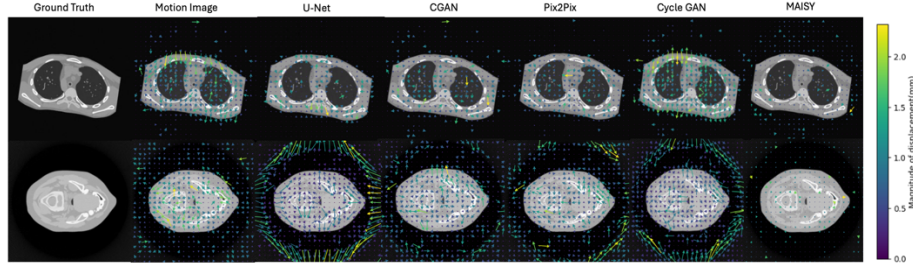 Ground Truth Motion Image U-Net CGAN Pix2Pix Cycle GAN MAISY
2.0
1.5
1.0
0.5
0.0
Magnitude of displacement(mm)